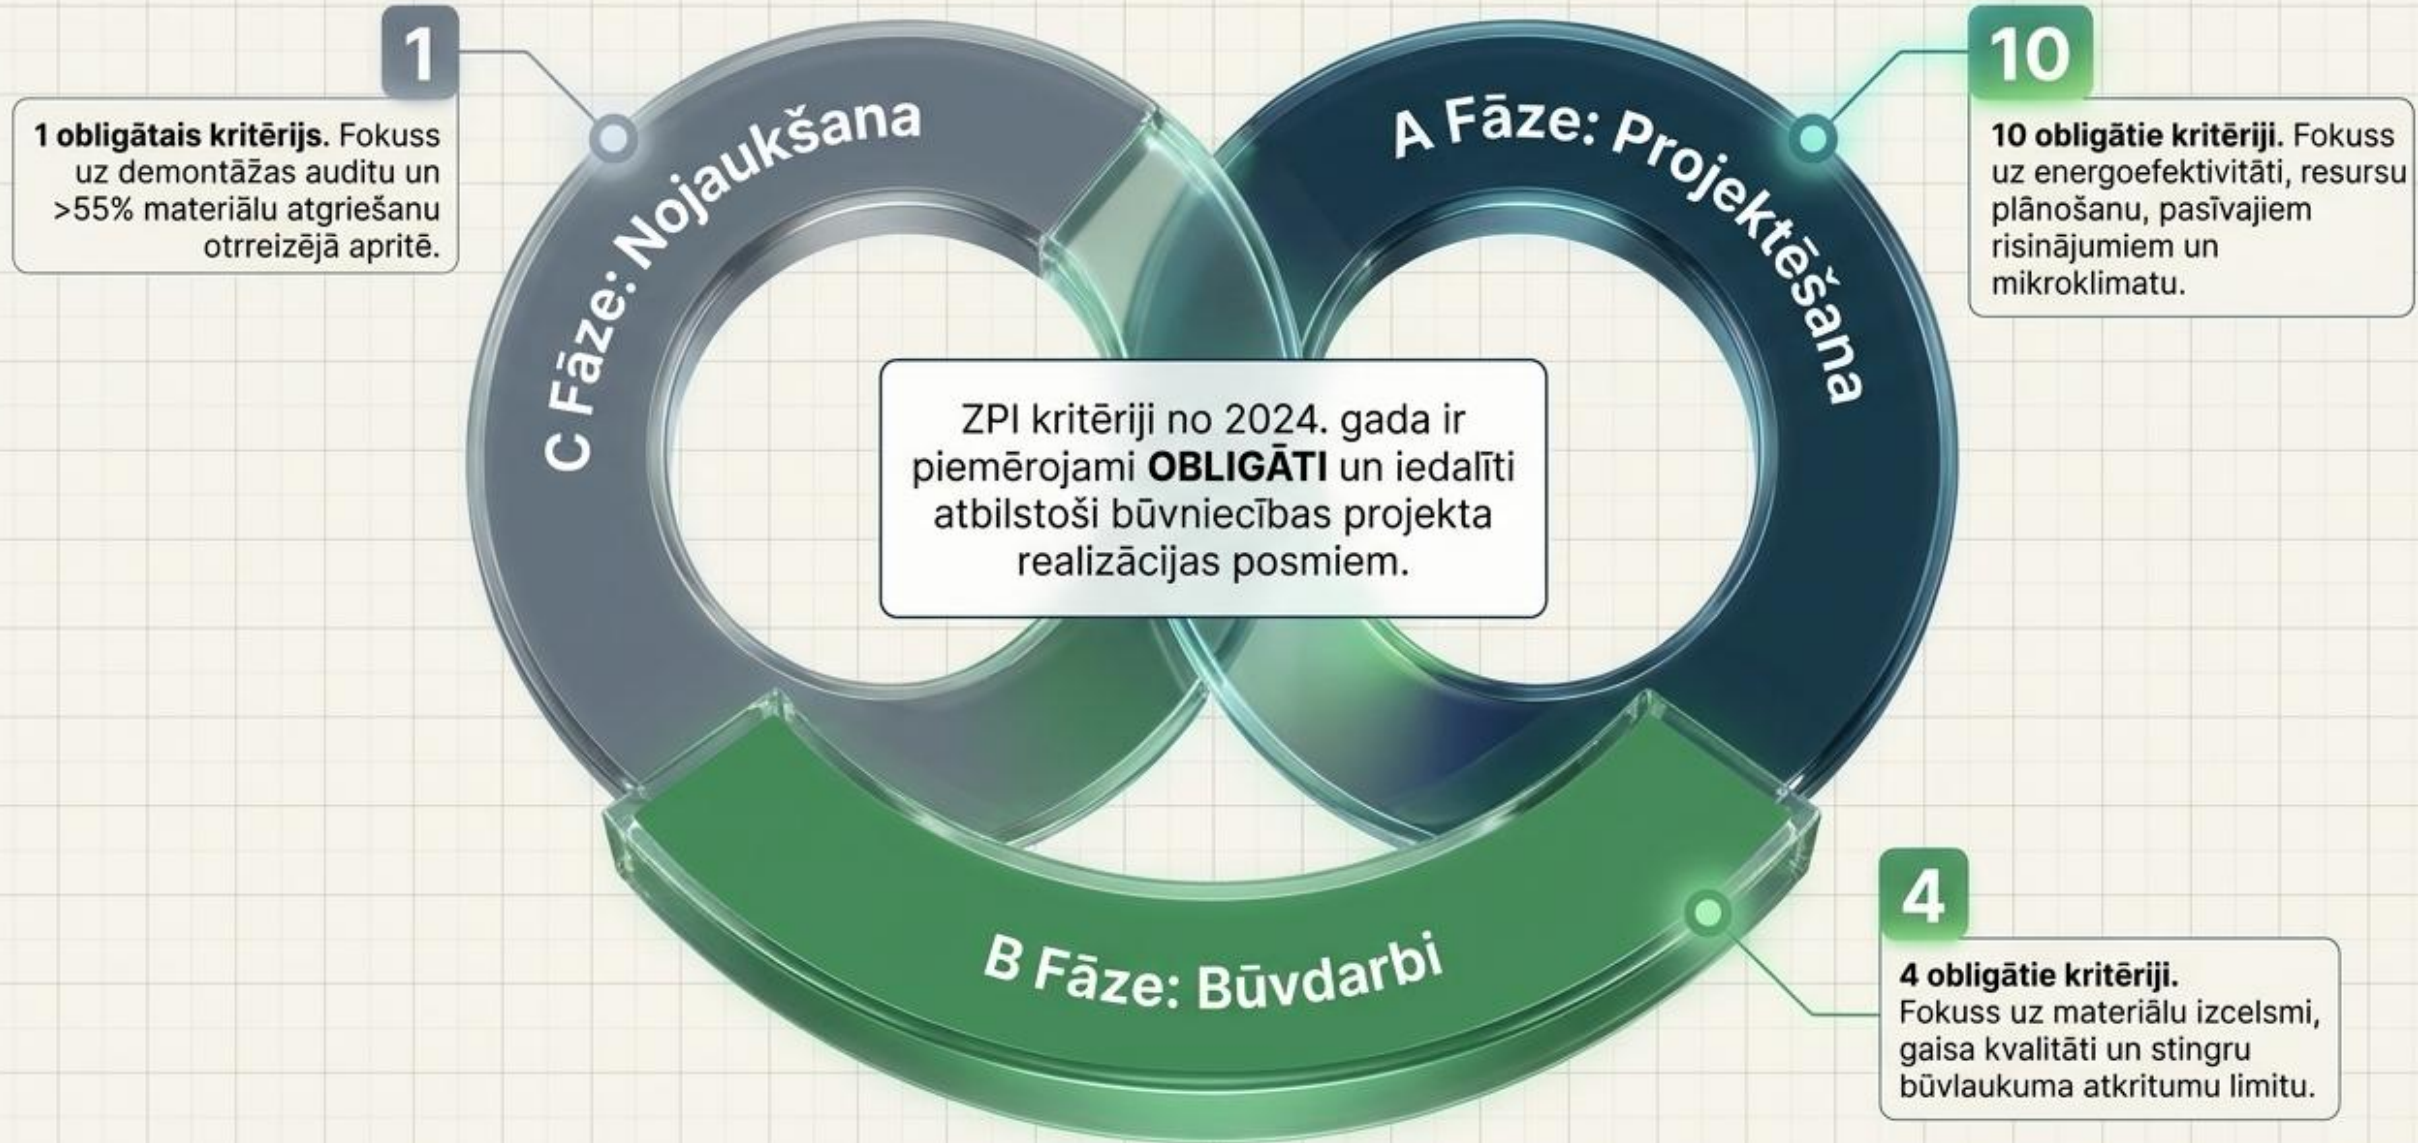 1
1 obligātais kritērijs. Fokuss
uz demontāžas auditu un
>55% materiālu atgriešanu
otrreizējā apritē.
C Fāze: Nojaukšana
A Fāze: Projektēšana
10
10 obligātie kritēriji. Fokuss
uz energoefektivitāti, resursu
plānošanu, pasīvajiem
risinājumiem un
mikroklimatu.
ZPI kritēriji no 2024. gada ir
piemērojami OBLIGĀTI un iedalīti
atbilstoši būvniecības projekta
realizācijas posmiem.
B Fāze: Būvdarbi
4
4 obligātie kritēriji.
Fokuss uz materiālu izcelsmi,
gaisa kvalitāti un stingru
būvlaukuma atkritumu limitu.